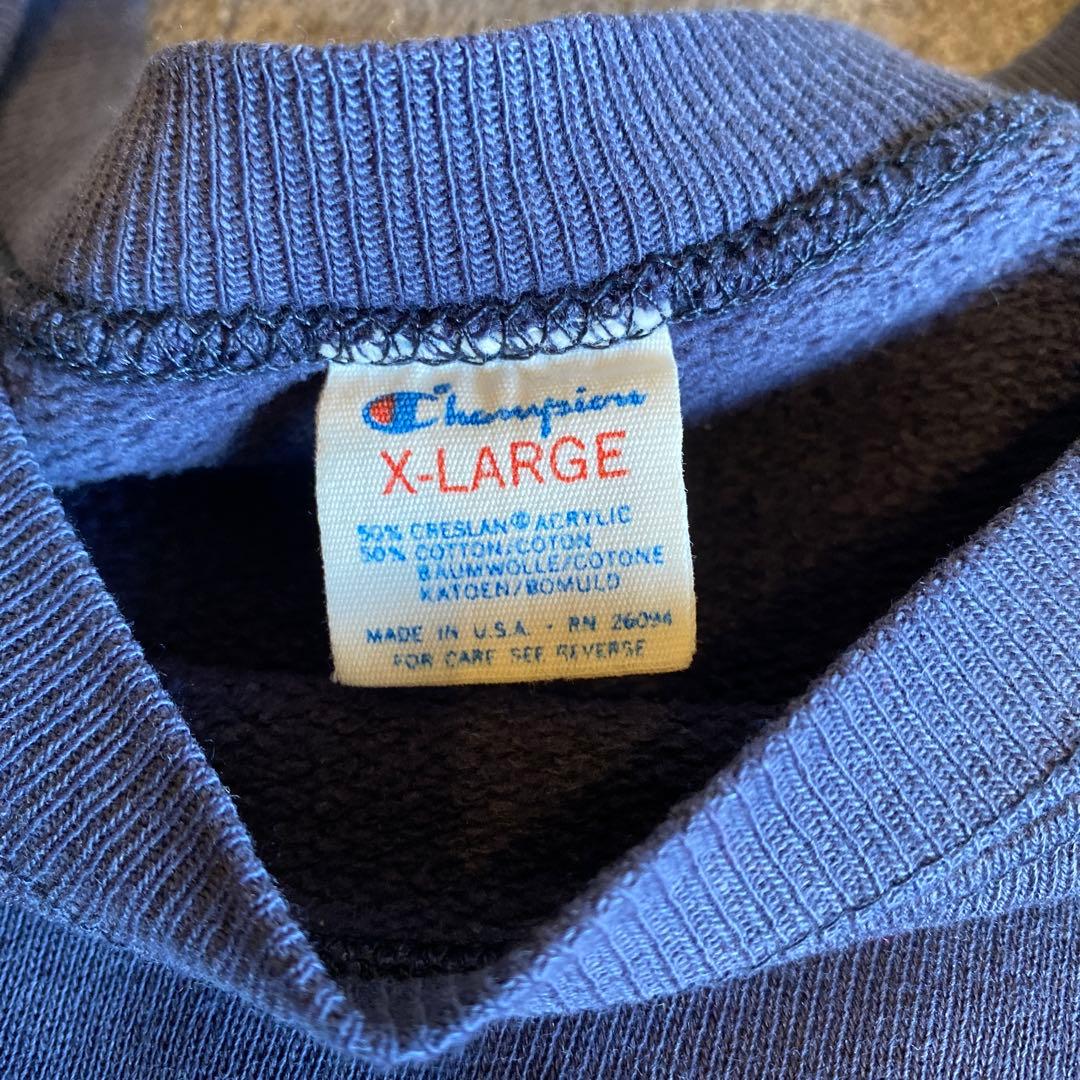 Champion
X-LARGE
50% CRESLAN® ACRYLIC
50% COTTON/COTON
BAUMWOLLE/COTONE
KATOEN/BOMULD
MADE IN U.S.A. - RN 26094
FOR CARE SEE REVERSE